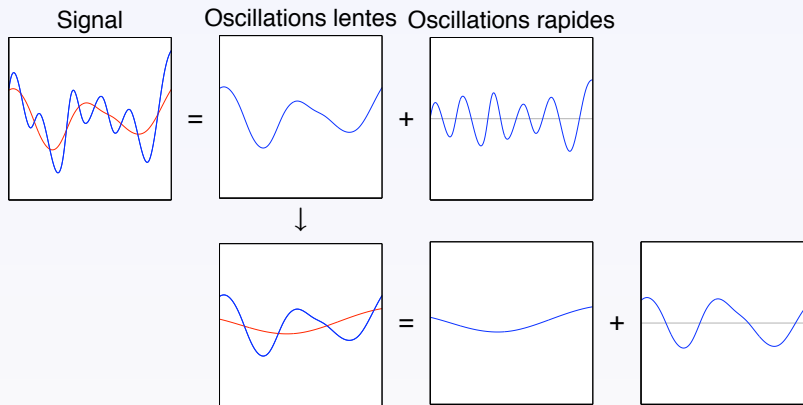 Signal
Oscillations lentes
Oscillations rapides
=
+
↓
=
+